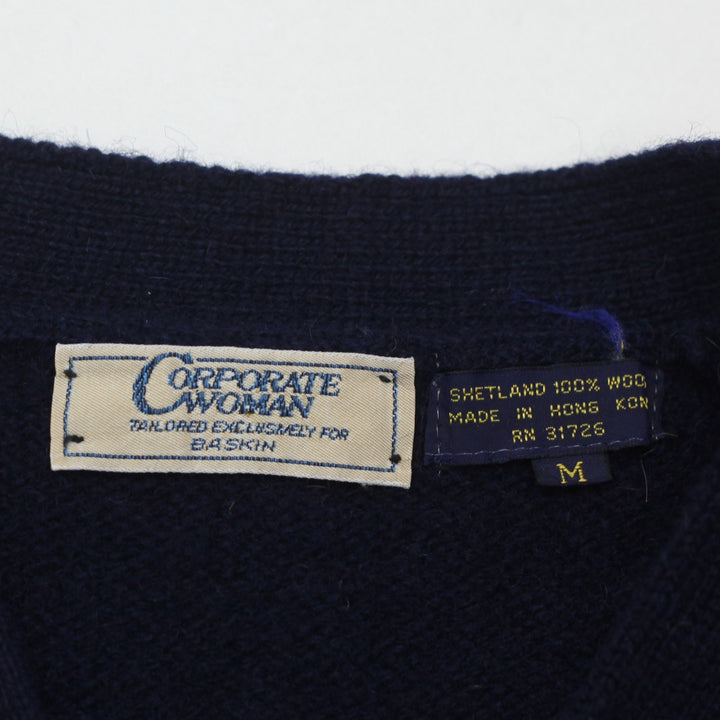 CORPORATE
WOMAN
TAILORED EXCLUSIVELY FOR
BASKIN
SHETLAND 100% WOO
MADE IN HONG KON
RN 31726
M